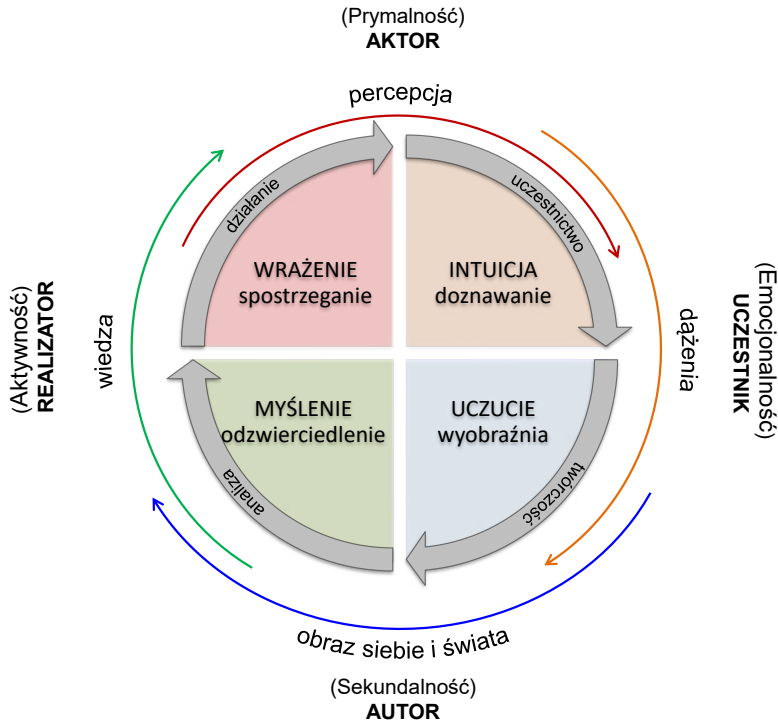 (Prymalność)
AKTOR
percepcja
działanie
uczestnictwo
WRAŻENIE
spostrzeganie
INTUICJA
doznawanie
(Aktywność)
REALIZATOR
wiedza
dążenia
(Emocjonalność)
UCZESTNIK
MYŚLENIE
odzwierciedlenie
UCZUCIE
wyobraźnia
analiza
twórczość
obraz siebie i świata
(Sekundalność)
AUTOR